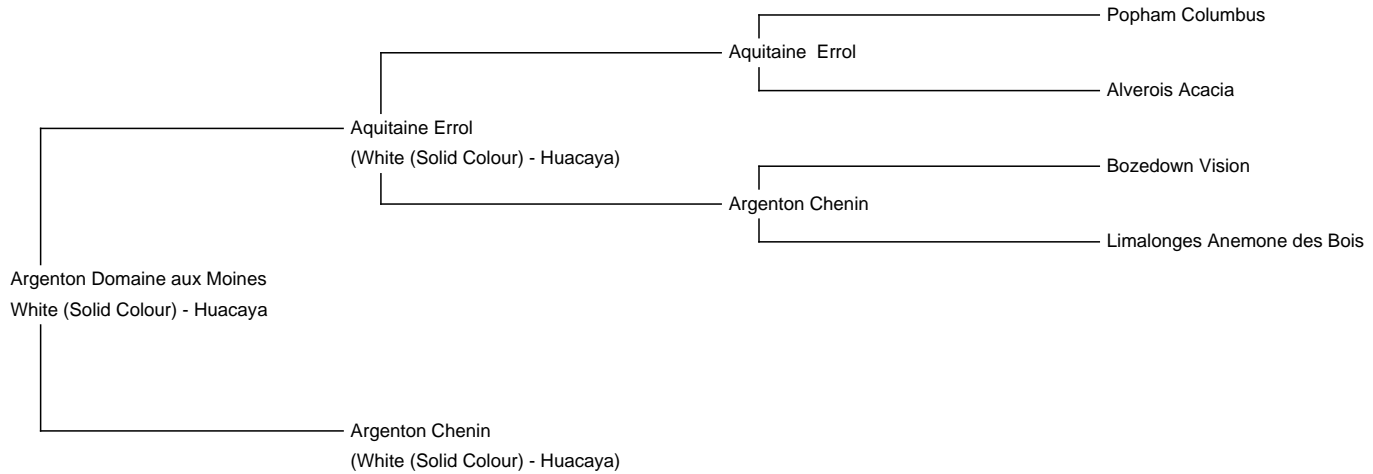 Popham Columbus
Aquitaine  Errol
Alverois Acacia
Aquitaine Errol
(White (Solid Colour) - Huacaya)
Bozedown Vision
Argenton Chenin
Limalonges Anemone des Bois
Argenton Domaine aux Moines
White (Solid Colour) - Huacaya
Argenton Chenin
(White (Solid Colour) - Huacaya)